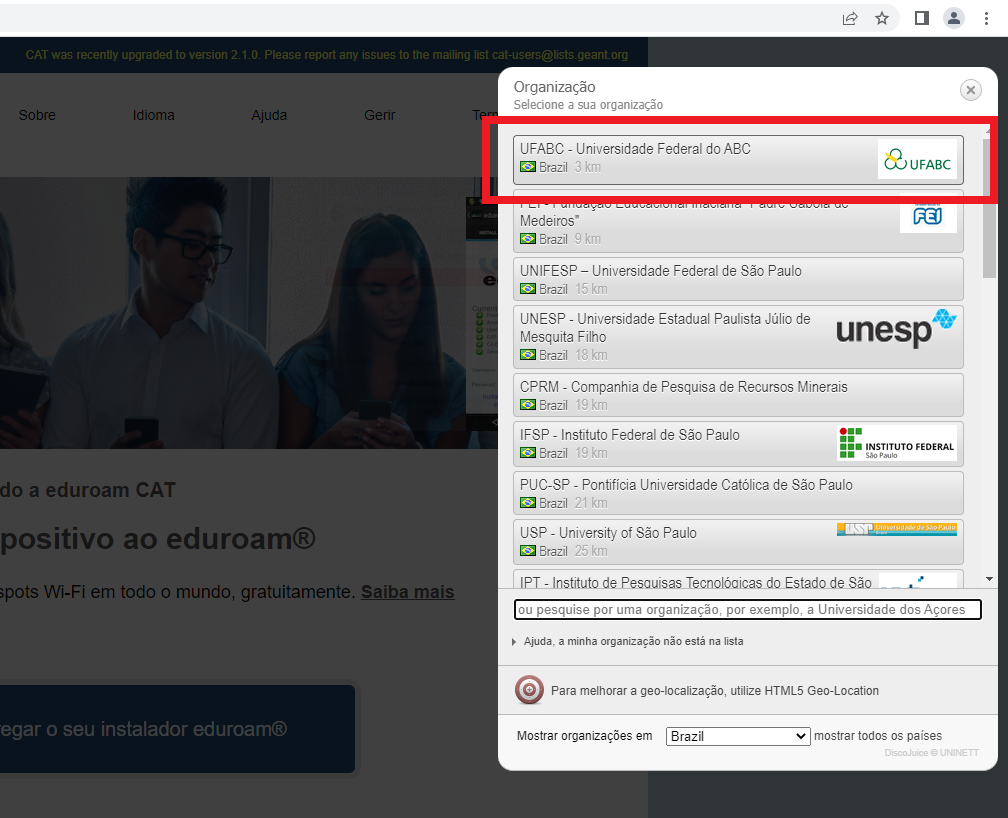 CAT was recently upgraded to version 2.1.0. Please report any issues to the mailing list cat-users@lists.geant.org
Sobre
Idioma
Ajuda
Gerir
Tern
do a eduroam CAT
positivo ao eduroam®
spots Wi-Fi em todo o mundo, gratuitamente. Saiba mais
regar o seu instalador eduroam®
Organização
Selecione a sua organização
UFABC - Universidade Federal do ABC
Brazil 3 km
UFABC
FEI - Fundação Educacional Inaciana "Padre Sabóia de
Medeiros"
Brazil 9 km
FEI
UNIFESP – Universidade Federal de São Paulo
Brazil 15 km
UNESP - Universidade Estadual Paulista Júlio de
Mesquita Filho
Brazil 18 km
unesp
CPRM - Companhia de Pesquisa de Recursos Minerais
Brazil 19 km
IFSP - Instituto Federal de São Paulo
Brazil 19 km
INSTITUTO FEDERAL
São Paulo
PUC-SP - Pontifícia Universidade Católica de São Paulo
Brazil 21 km
USP - University of São Paulo
Brazil 25 km
USP Universidade de São Paulo
IPT - Instituto de Pesquisas Tecnológicas do Estado de São
ou pesquise por uma organização, por exemplo, a Universidade dos Açores
Ajuda, a minha organização não está na lista
Para melhorar a geo-localização, utilize HTML5 Geo-Location
Mostrar organizações em Brazil mostrar todos os países
DiscoJuice © UNINETT